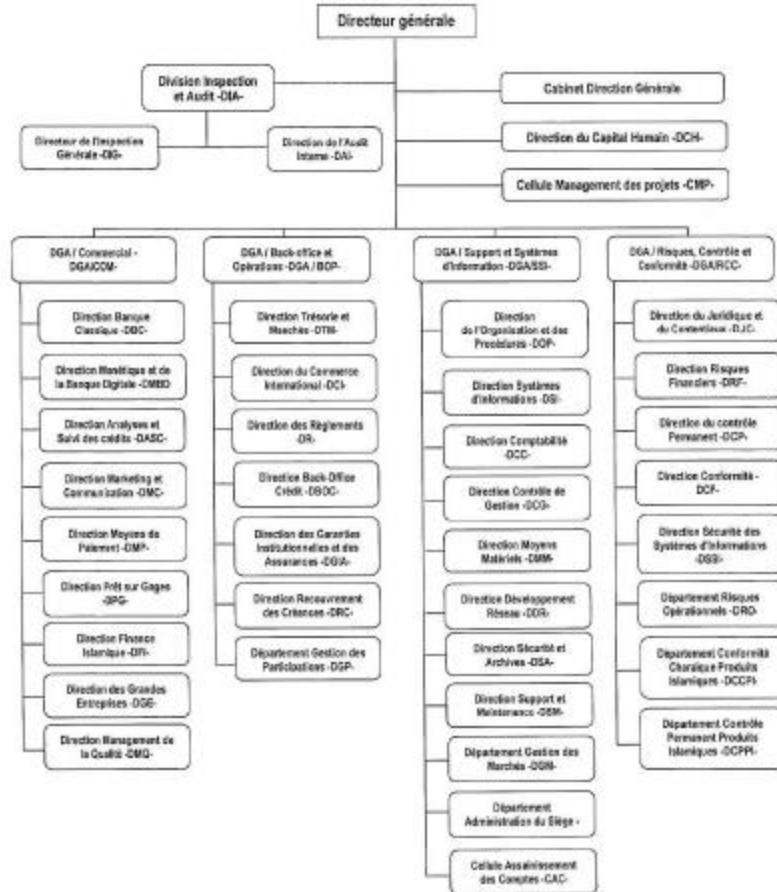 Directeur générale
Division Inspection
et Audit -DIA-
Cabinet Direction Générale
Directeur de l'Inspection
Générale -DIG-
Direction de l'Audit
Interne -DAI-
Direction du Capital Humain -DCH-
Cellule Management des projets -CMP-
DGA / Commercial -
DGA/COM-
DGA / Back-office et
Opérations -DGA / BOP-
DGA / Support et Systèmes
d'Information -DGA/SSI-
DGA / Risques, Contrôle et
Conformité -DGA/RCC-
Direction Banque
Classique -DBC-
Direction Monétique et de
la Banque Digitale -DMBD
Direction Analyses et
Suivi des crédits -DASC-
Direction Marketing et
Communication -DMC-
Direction Moyens de
Paiement -DMP-
Direction Prêt sur Gages
-DPG-
Direction Finance
Islamique -DFI-
Direction des Grandes
Entreprises -DGE-
Direction Management de
la Qualité -DMQ-
Direction Trésorie et
Marchés -DTM-
Direction du Commerce
International -DCI-
Direction des Règlements
-DR-
Direction Back-Office
Crédit -DBOC-
Direction des Garanties
Institutionnelles et des
Assurances -DGIA-
Direction Recouvrement
des Créances -DRC-
Département Gestion des
Participations -DGP-
Direction
de l'Organisation et des
Procédures -DOP-
Direction Systèmes
d'Informations -DSI-
Direction Comptabilité
-DCC-
Direction Contrôle de
Gestion -DCG-
Direction Moyens
Matériels -DMM-
Direction Développement
Réseau -DDR-
Direction Sécurité et
Archives -DSA-
Direction Support et
Maintenance -DSM-
Département Gestion des
Marchés -DGM-
Département
Administration du Siège -
Cellule Assainissement
des Comptes -CAC-
Direction du Juridique et
du Contentieux -DJC-
Direction Risques
Financiers -DRF-
Direction du contrôle
Permanent -DCP-
Direction Conformité -
DCF-
Direction Sécurité des
Systèmes d'Informations
-DSSI-
Département Risques
Opérationnels -DRO-
Département Conformité
Charaïque Produits
Islamiques -DCCPI-
Département Contrôle
Permanent Produits
Islamiques -DCPPI-